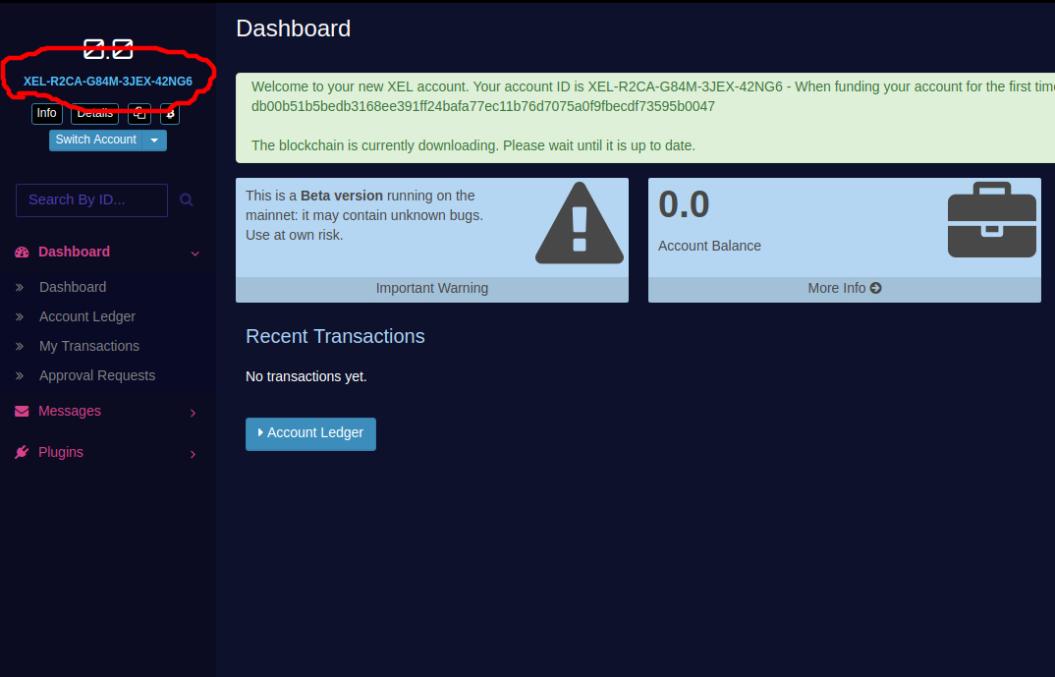 0.0
XEL-R2CA-G84M-3JEX-42NG6
Info Details
Switch Account
Search By ID...
Dashboard
Dashboard
Account Ledger
My Transactions
Approval Requests
Messages
Plugins
Dashboard
Welcome to your new XEL account. Your account ID is XEL-R2CA-G84M-3JEX-42NG6 - When funding your account for the first time
db00b51b5bedb3168ee391ff24bafa77ec11b76d7075a0f9fbecdf73595b0047
The blockchain is currently downloading. Please wait until it is up to date.
This is a Beta version running on the
mainnet: it may contain unknown bugs.
Use at own risk.
Important Warning
0.0
Account Balance
More Info
Recent Transactions
No transactions yet.
Account Ledger